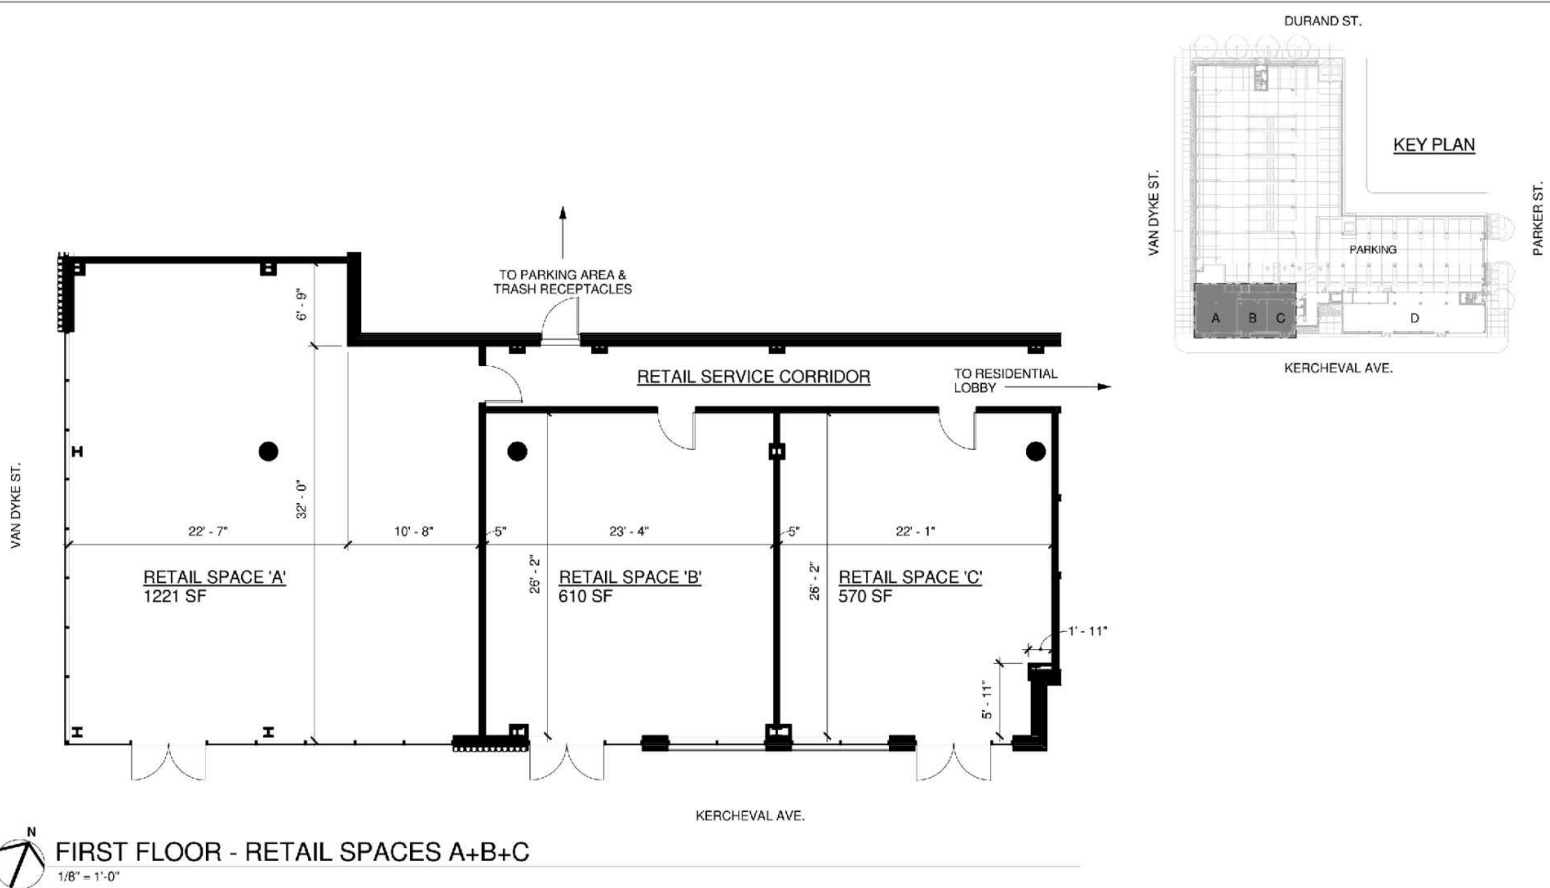 DURAND ST.
KEY PLAN
VAN DYKE ST.
PARKER ST.
PARKING
A
B
C
D
KERCHEVAL AVE.
TO PARKING AREA &
TRASH RECEPTACLES
6' - 9"
RETAIL SERVICE CORRIDOR
TO RESIDENTIAL
LOBBY
VAN DYKE ST.
32' - 0"
22' - 7"
10' - 8"
5"
23' - 4"
5"
22' - 1"
26' - 2"
26' - 2"
RETAIL SPACE 'A'
1221 SF
RETAIL SPACE 'B'
610 SF
RETAIL SPACE 'C'
570 SF
1' - 11"
5' - 11"
KERCHEVAL AVE.
N
FIRST FLOOR - RETAIL SPACES A+B+C
1/8" = 1'-0"